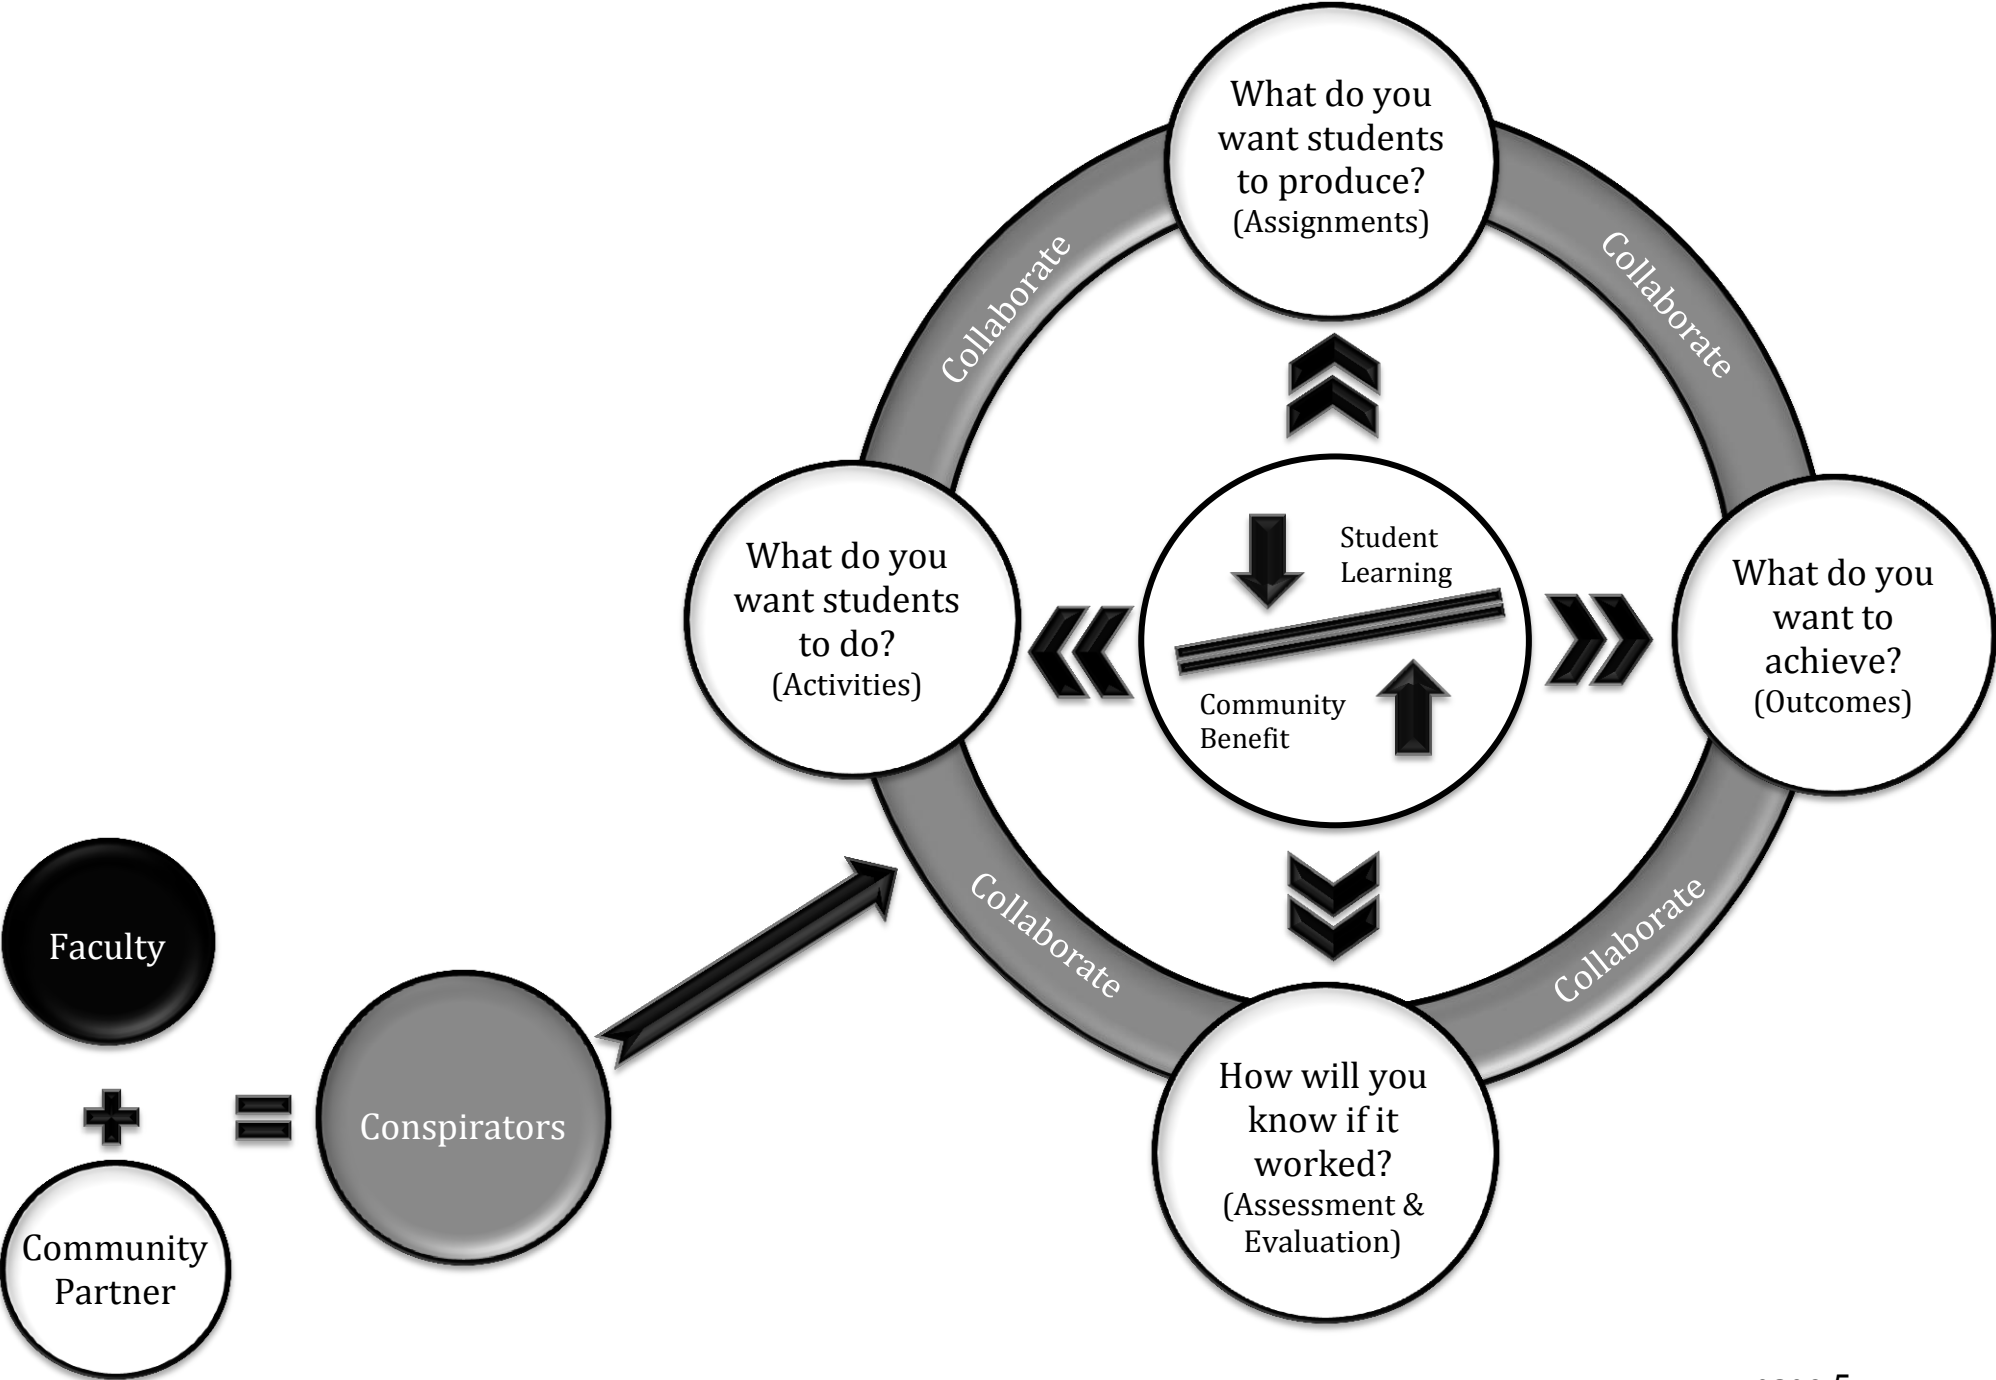 What do you
want students
to produce?
(Assignments)
Collaborate
Collaborate
What do you
want students
to do?
(Activities)
Student
Learning
Community
Benefit
What do you
want to
achieve?
(Outcomes)
Collaborate
Collaborate
How will you
know if it
worked?
(Assessment &
Evaluation)
Faculty
+
Community
Partner
=
Conspirators
page 5